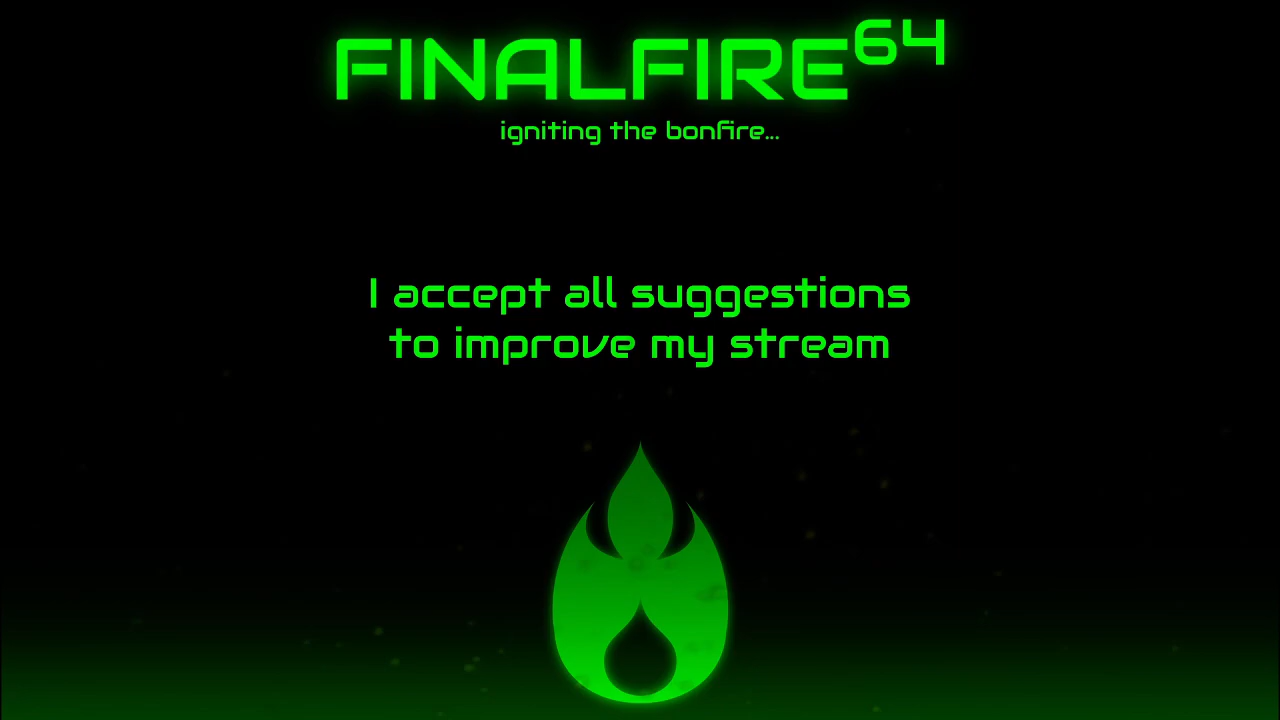 FINALFIRE64
igniting the bonfire...
I accept all suggestions
to improve my stream